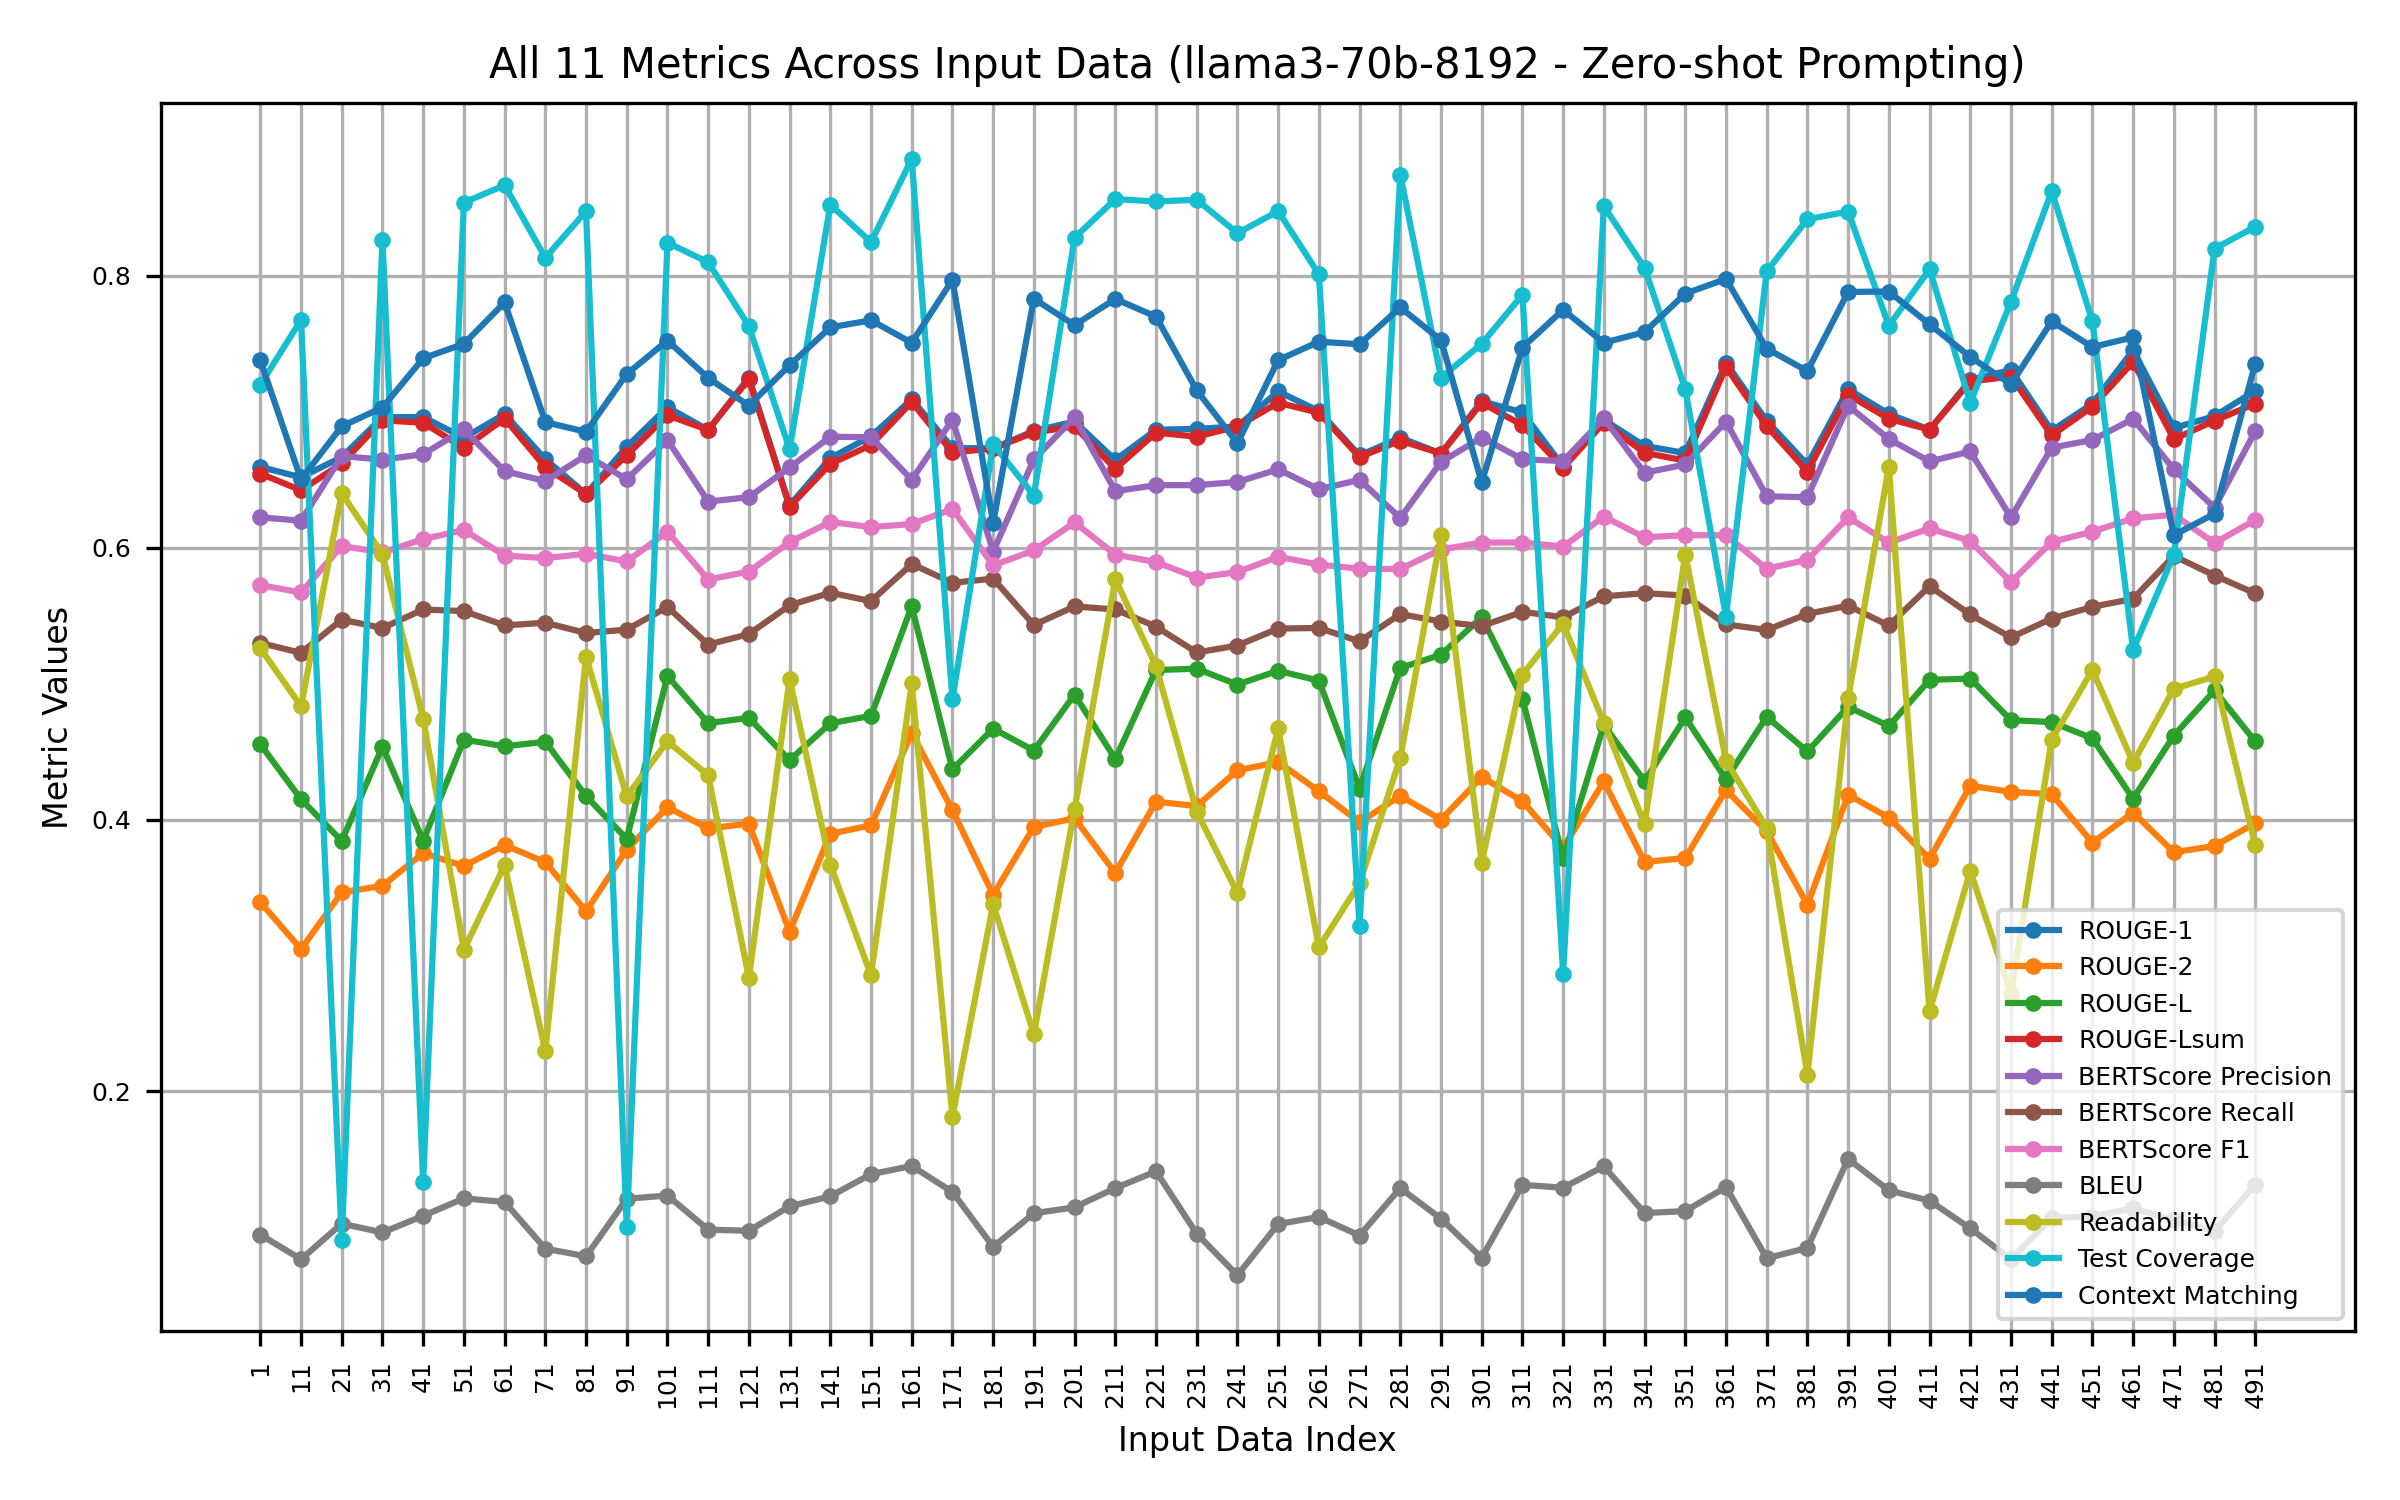 All 11 Metrics Across Input Data (llama3-70b-8192 - Zero-shot Prompting)
Metric Values
0.8
0.6
0.4
0.2
ROUGE-1
ROUGE-2
ROUGE-L
ROUGE-Lsum
BERTScore Precision
BERTScore Recall
BERTScore F1
BLEU
Readability
Test Coverage
Context Matching
1 11 21 31 41 51 61 71 81 91 101 111 121 131 141 151 161 171 181 191 201 211 221 231 241 251 261 271 281 291 301 311 321 331 341 351 361 371 381 391 401 411 421 431 441 451 461 471 481 491
Input Data Index